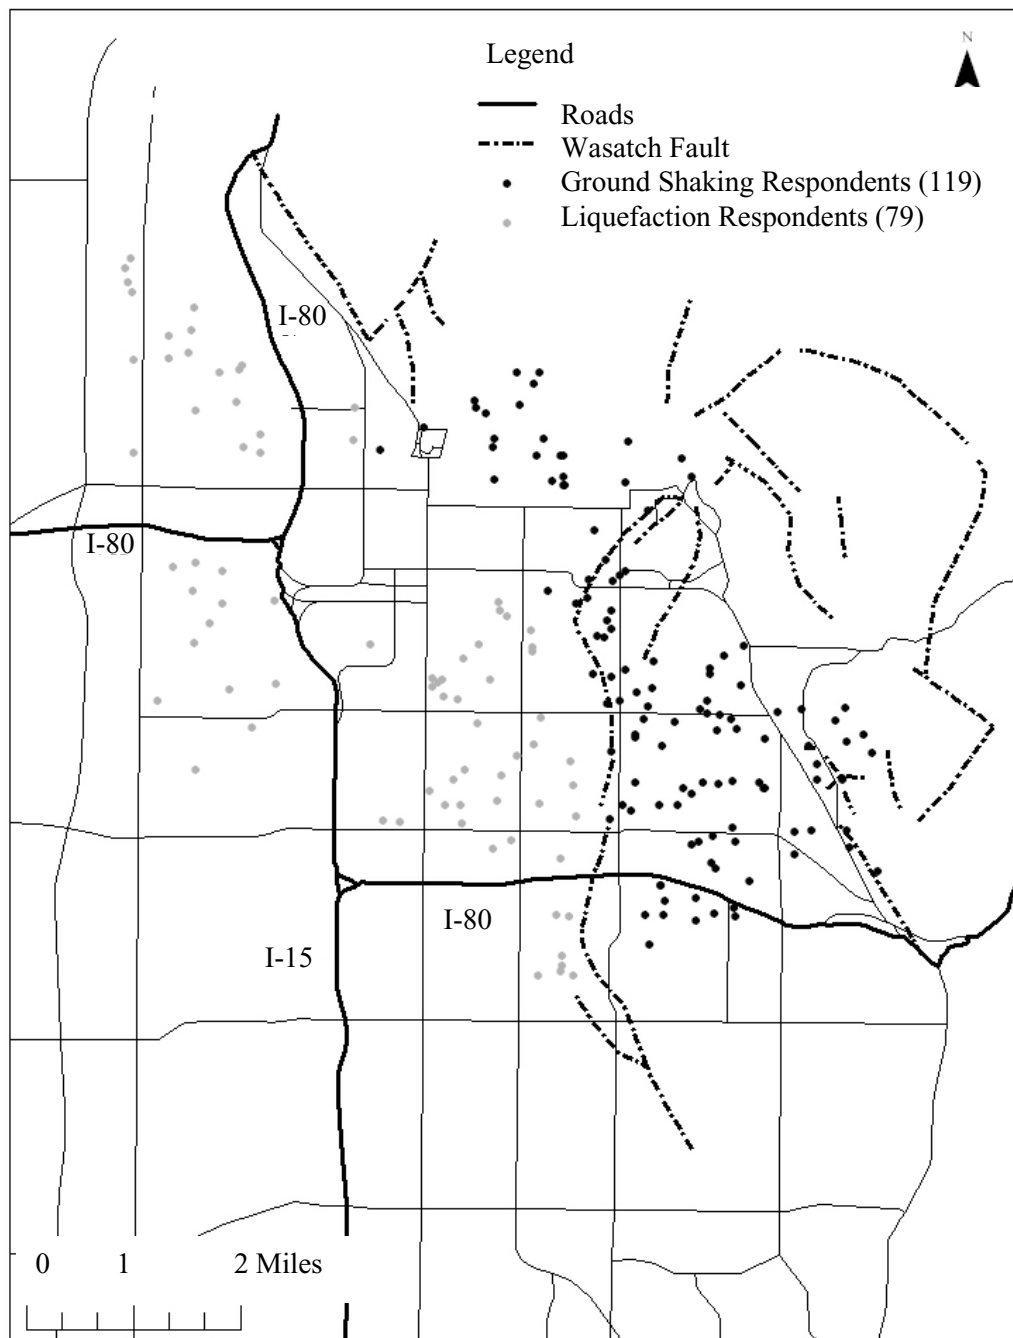 Legend
N
Roads
Wasatch Fault
Ground Shaking Respondents (119)
Liquefaction Respondents (79)
I-80
I-80
I-80
I-15
0 1 2 Miles